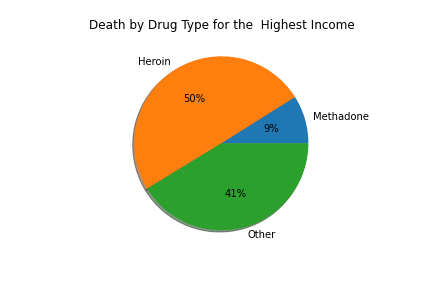 Death by Drug Type for the  Highest Income
Heroin
50%
Methadone
9%
41%
Other